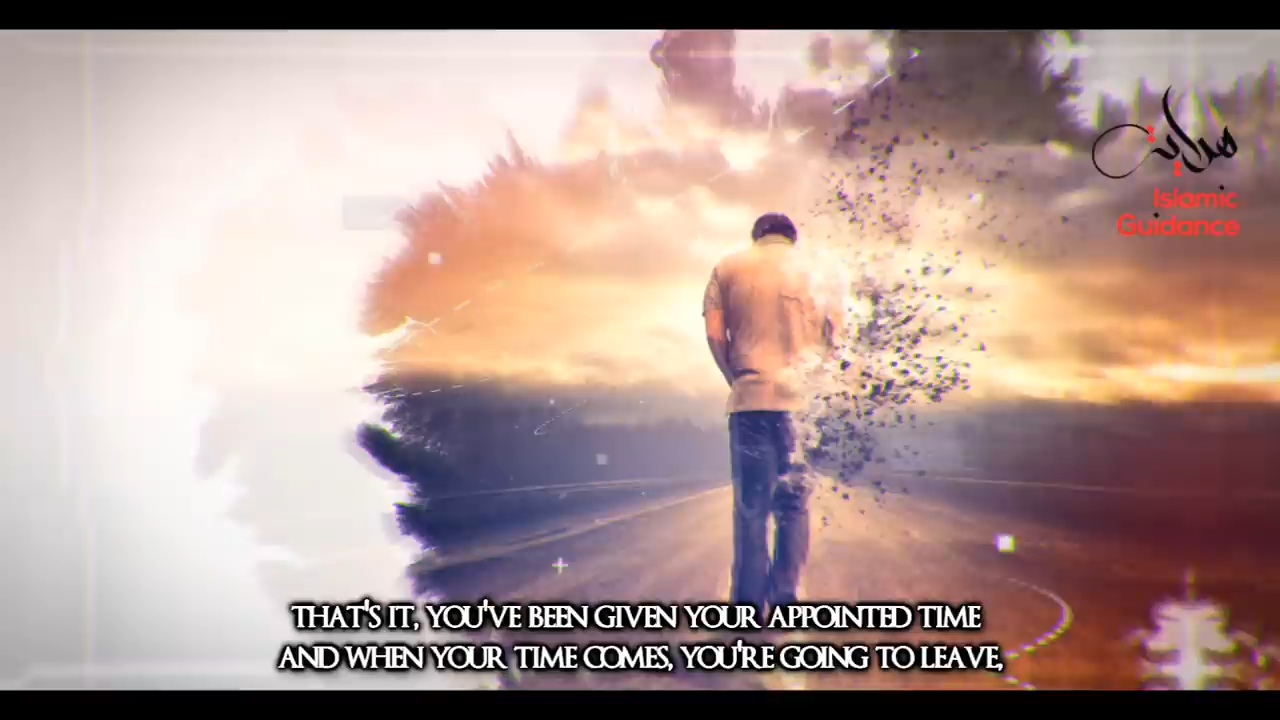 هداية
Islamic
Guidance
THAT'S IT, YOU'VE BEEN GIVEN YOUR APPOINTED TIME
AND WHEN YOUR TIME COMES, YOU'RE GOING TO LEAVE,